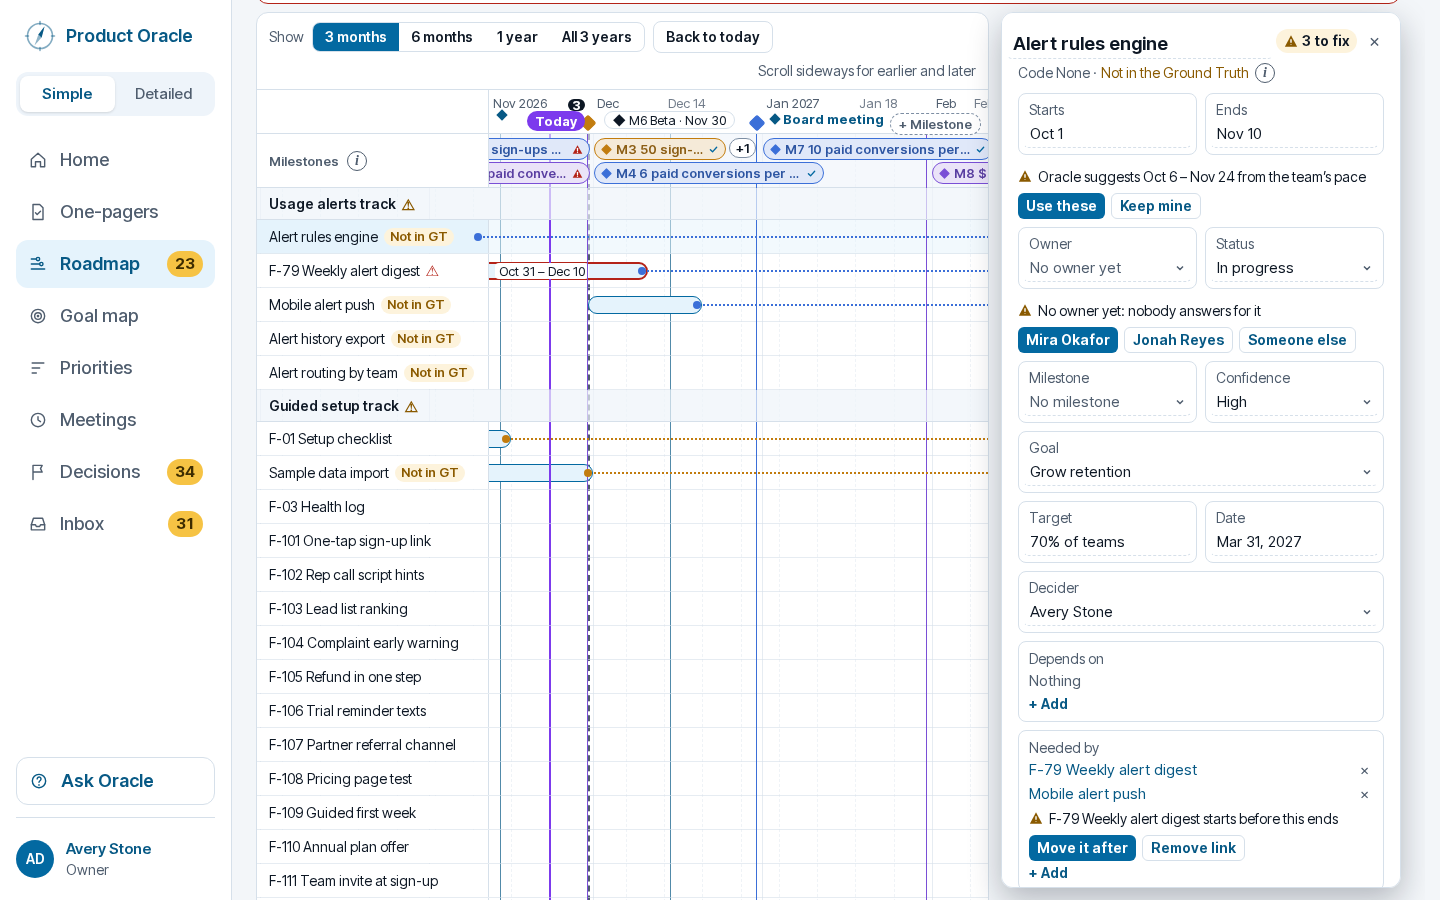 Product Oracle
Simple
Detailed
Home
One-pagers
Roadmap 23
Goal map
Priorities
Meetings
Decisions 34
Inbox 31
Ask Oracle
AD
Avery Stone
Owner
Show
3 months
6 months
1 year
All 3 years
Back to today
Scroll sideways for earlier and later
Nov 2026
3
Dec
Dec 14
Jan 2027
Jan 18
Feb
Today
M6 Beta · Nov 30
Board meeting
+ Milestone
Milestones i
sign-ups ...
M3 50 sign-...
+1
M7 10 paid conversions per...
paid conve...
M4 6 paid conversions per ...
M8 $
Usage alerts track
Alert rules engine Not in GT
F-79 Weekly alert digest
Oct 31 – Dec 10
Mobile alert push Not in GT
Alert history export Not in GT
Alert routing by team Not in GT
Guided setup track
F-01 Setup checklist
Sample data import Not in GT
F-03 Health log
F-101 One-tap sign-up link
F-102 Rep call script hints
F-103 Lead list ranking
F-104 Complaint early warning
F-105 Refund in one step
F-106 Trial reminder texts
F-107 Partner referral channel
F-108 Pricing page test
F-109 Guided first week
F-110 Annual plan offer
F-111 Team invite at sign-up
Alert rules engine
3 to fix
×
Code None · Not in the Ground Truth i
Starts
Oct 1
Ends
Nov 10
Oracle suggests Oct 6 – Nov 24 from the team's pace
Use these
Keep mine
Owner
No owner yet
Status
In progress
No owner yet: nobody answers for it
Mira Okafor
Jonah Reyes
Someone else
Milestone
No milestone
Confidence
High
Goal
Grow retention
Target
70% of teams
Date
Mar 31, 2027
Decider
Avery Stone
Depends on
Nothing
+ Add
Needed by
F-79 Weekly alert digest ×
Mobile alert push ×
F-79 Weekly alert digest starts before this ends
Move it after
Remove link
+ Add